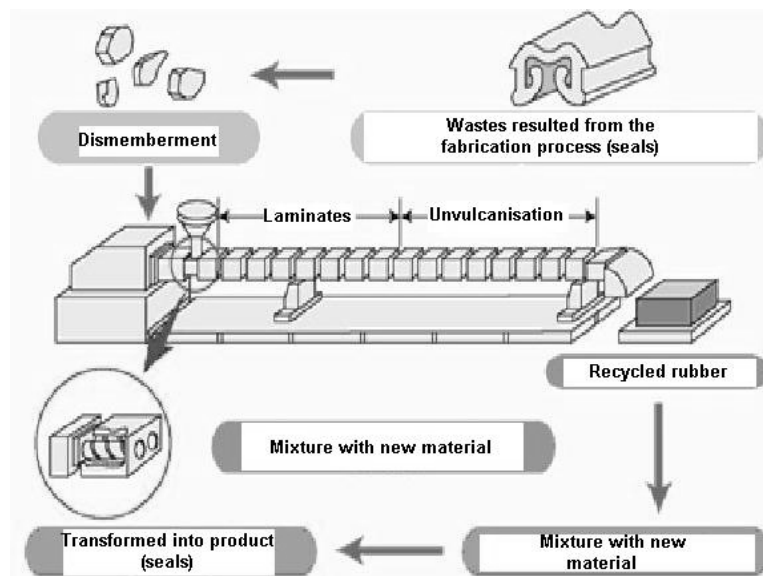 Dismemberment
Wastes resulted from the
fabrication process (seals)
Laminates
Unvulcanisation
Recycled rubber
Mixture with new material
Transformed into product
(seals)
Mixture with new
material